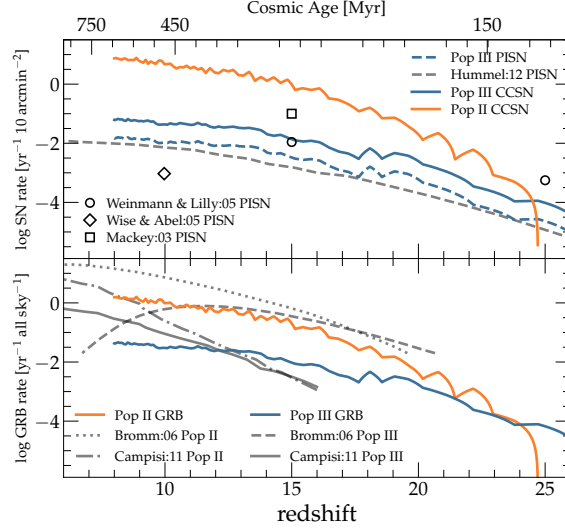 Cosmic Age [Myr]
750 450 150
log SN rate [yr⁻¹ 10 arcmin⁻²]
0
−2
−4
Pop III PISN
Hummel:12 PISN
Pop III CCSN
Pop II CCSN
Weinmann & Lilly:05 PISN
Wise & Abel:05 PISN
Mackey:03 PISN
log GRB rate [yr⁻¹ all sky⁻¹]
0
−2
−4
Pop II GRB Pop III GRB
Bromm:06 Pop II Bromm:06 Pop III
Campisi:11 Pop II Campisi:11 Pop III
10 15 20 25
redshift